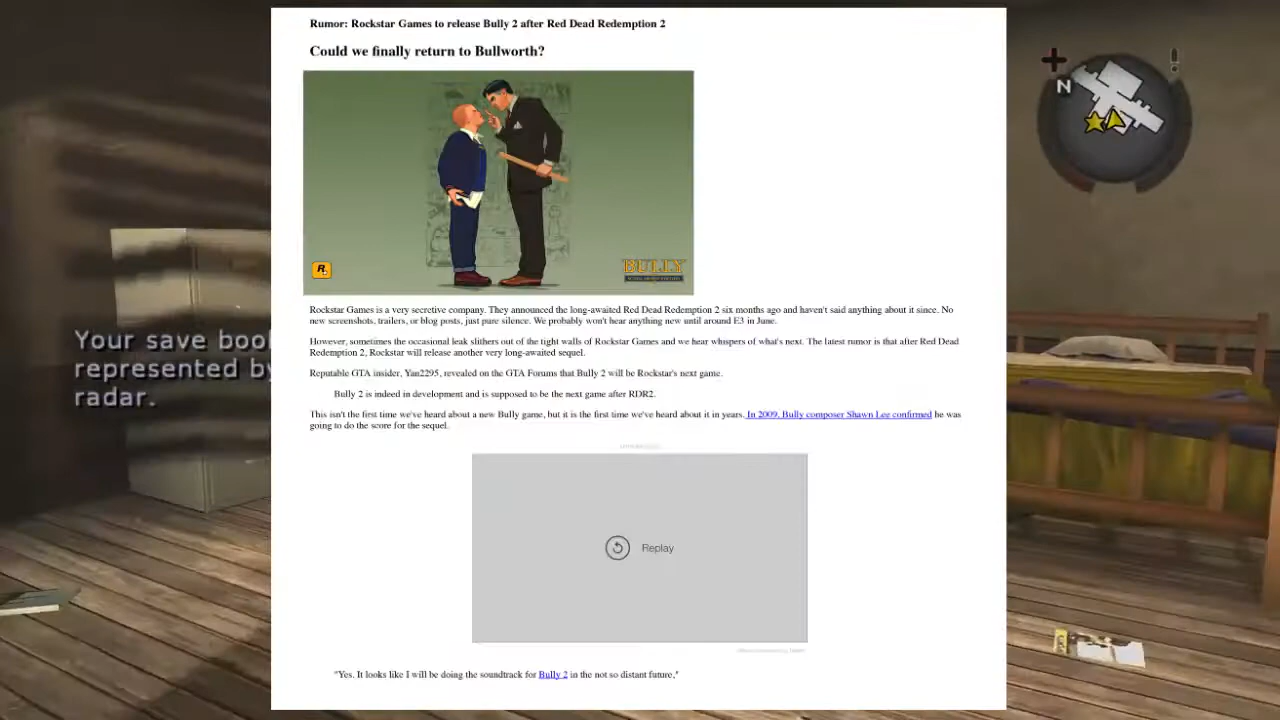 Rumor: Rockstar Games to release Bully 2 after Red Dead Redemption 2
Could we finally return to Bullworth?
N
R
BULLY
Rockstar Games is a very secretive company. They announced the long-awaited Red Dead Redemption 2 six months ago and haven't said anything about it since. No
new screenshots, trailers, or blog posts, just pure silence. We probably won't hear anything new until around E3 in June.
However, sometimes the occasional leak slithers out of the tight walls of Rockstar Games and we hear whispers of what's next. The latest rumor is that after Red Dead
Redemption 2, Rockstar will release another very long-awaited sequel.
Your save boo
represented by
radar.
Reputable GTA insider, Yan2295, revealed on the GTA Forums that Bully 2 will be Rockstar's next game.
Bully 2 is indeed in development and is supposed to be the next game after RDR2.
This isn't the first time we've heard about a new Bully game, but it is the first time we've heard about it in years. In 2009, Bully composer Shawn Lee confirmed he was
going to do the score for the sequel.
Replay
"Yes. It looks like I will be doing the soundtrack for Bully 2 in the not so distant future,"